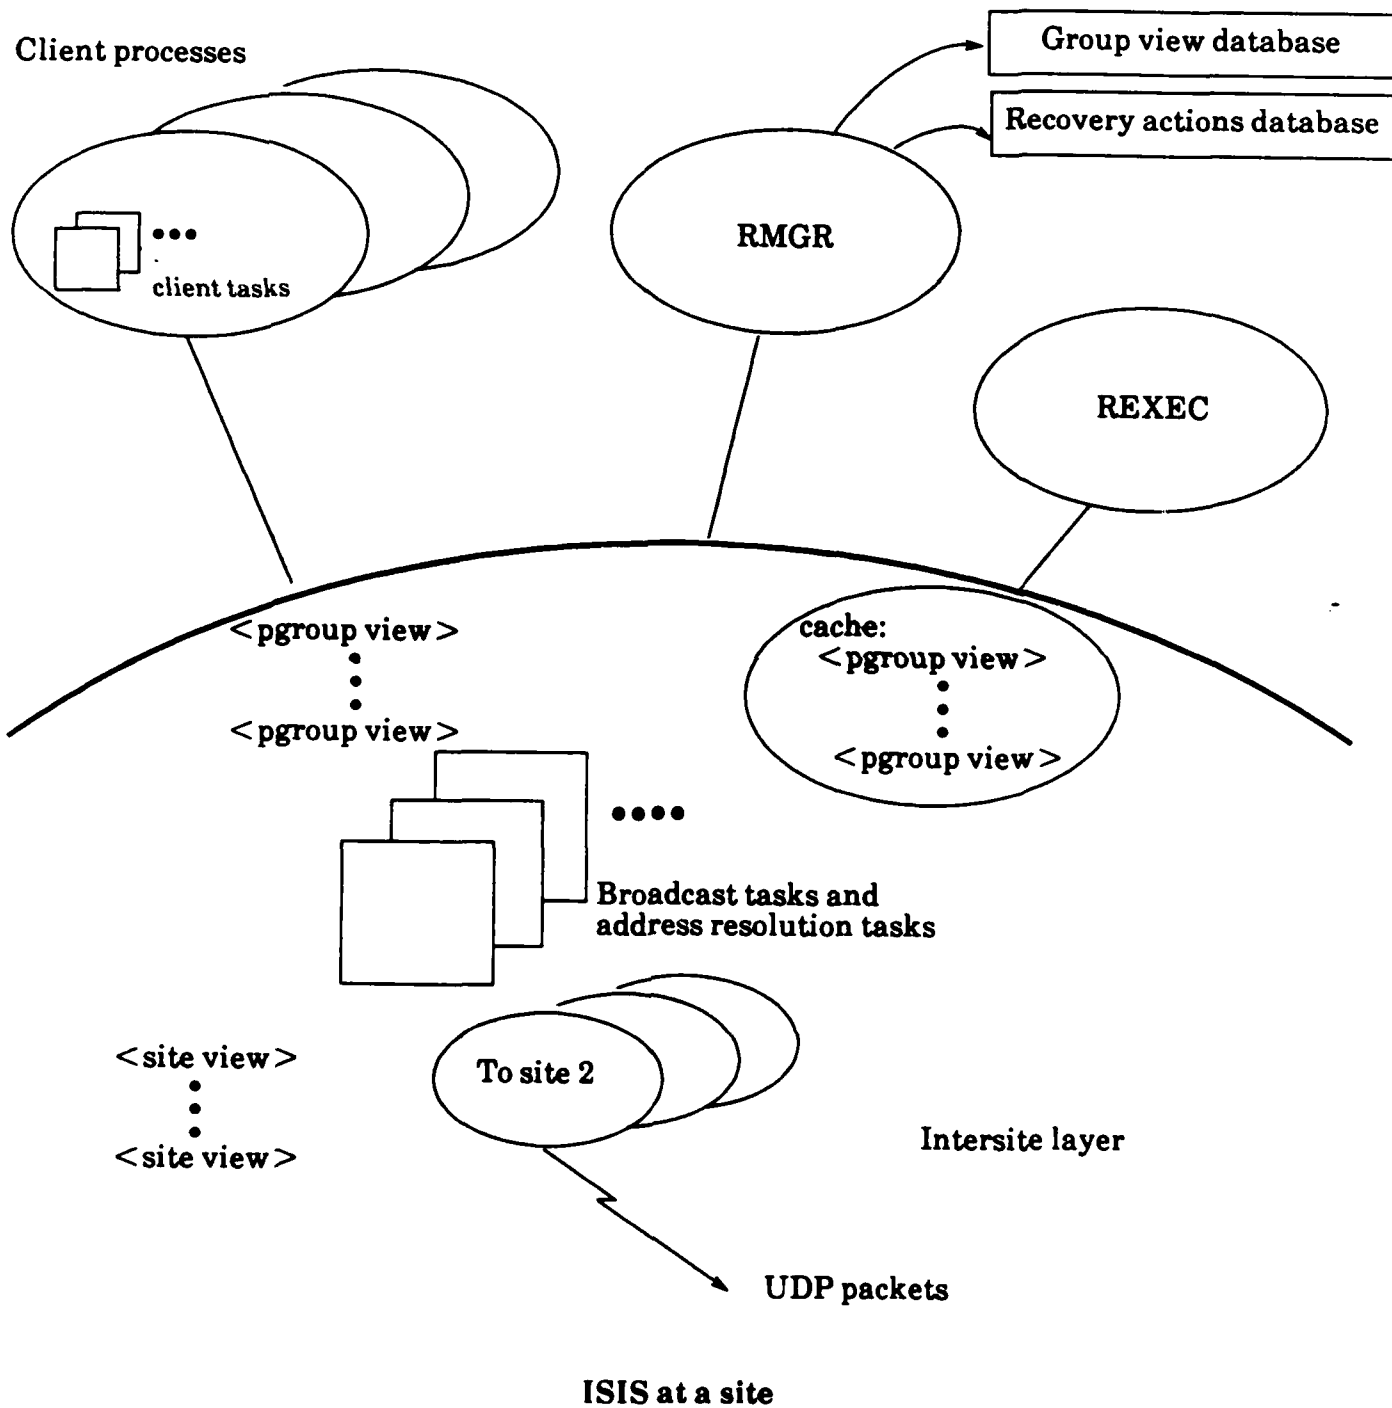 Client processes
Group view database
Recovery actions database
RMGR
client tasks
REXEC
<pgroup view>
<pgroup view>
cache:
<pgroup view>
<pgroup view>
Broadcast tasks and
address resolution tasks
<site view>
<site view>
To site 2
Intersite layer
UDP packets
ISIS at a site